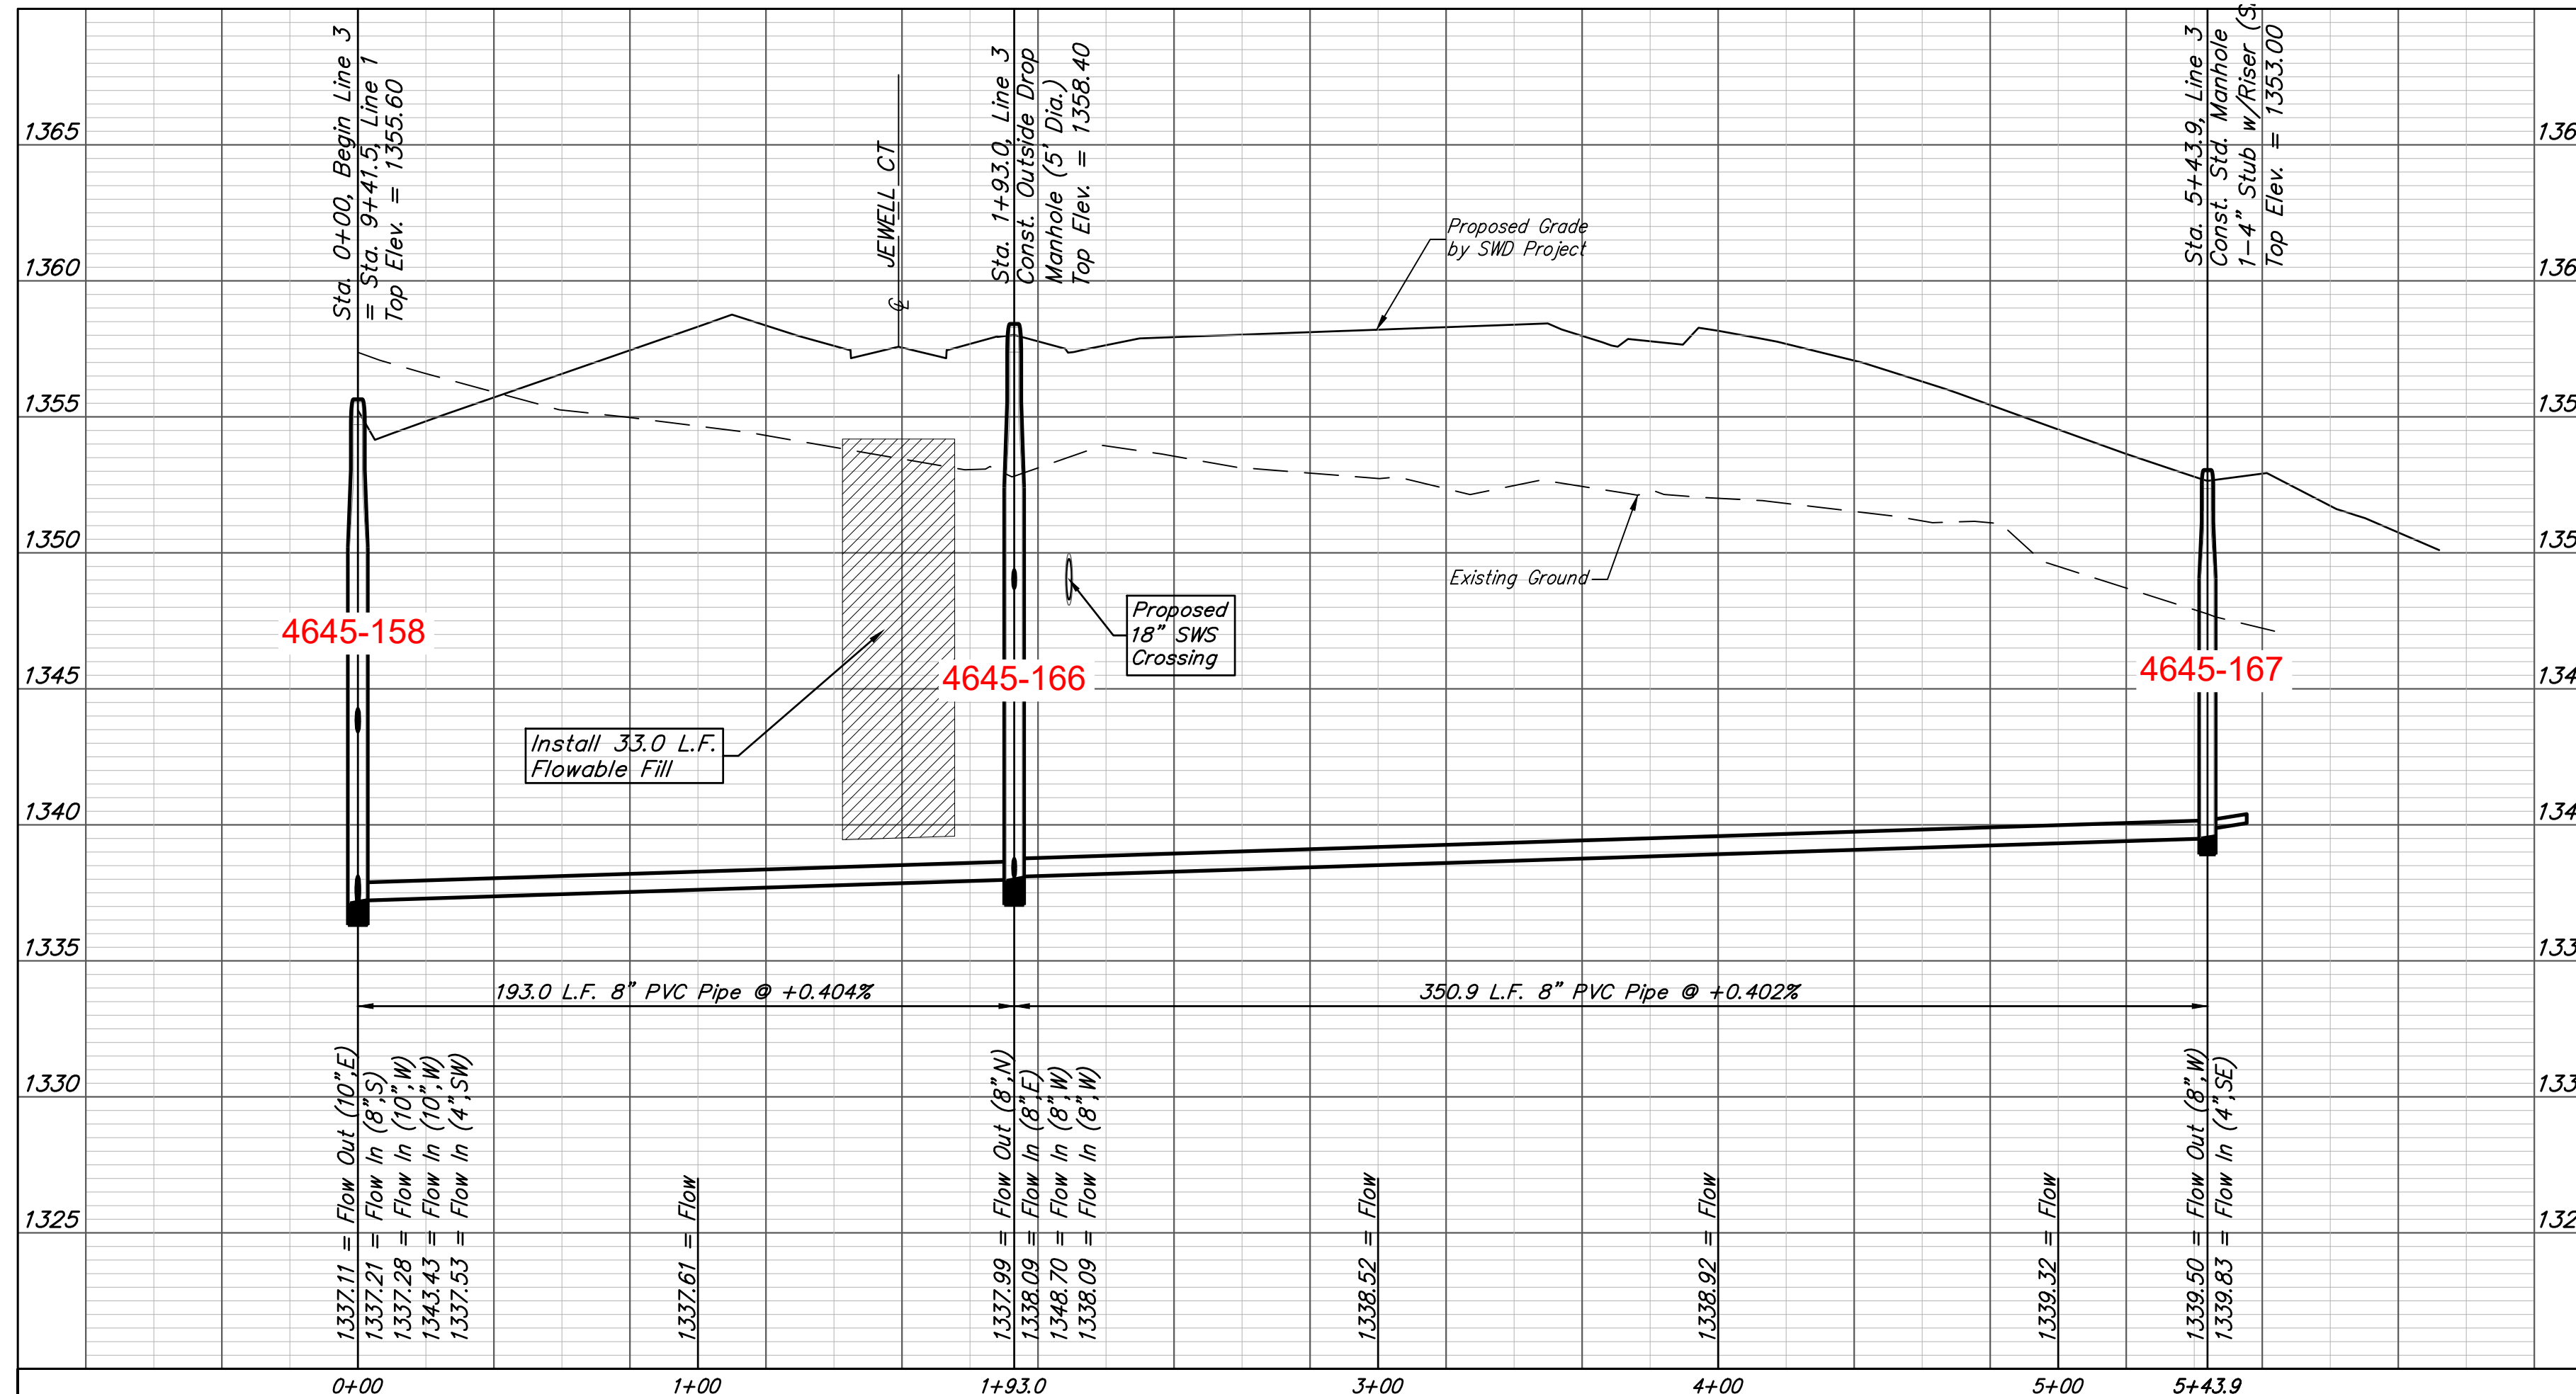 Sta. 0+00, Begin Line 3
= Sta. 9+41.5, Line 1
Top Elev. = 1355.60
JEWELL CT
Sta. 1+93.0, Line 3
Const. Outside Drop
Manhole (5' Dia.)
Top Elev. = 1358.40
Sta. 5+43.9, Line 3
Const. Std. Manhole
1-4" Stub w/Riser
Top Elev. = 1353.00
1365
1360
1355
1350
1345
1340
1335
1330
1325
Proposed Grade
by SWD Project
Existing Ground
Proposed
18" SWS
Crossing
Install 33.0 L.F.
Flowable Fill
4645-158
4645-166
4645-167
193.0 L.F. 8" PVC Pipe @ +0.404%
350.9 L.F. 8" PVC Pipe @ +0.402%
1337.11 = Flow Out (10",E)
1337.21 = Flow In (8",S)
1337.28 = Flow In (10",W)
1343.43 = Flow In (10",W)
1337.53 = Flow In (4",SW)
1337.61 = Flow
1337.99 = Flow Out (8",N)
1338.09 = Flow In (8",E)
1348.70 = Flow In (8",W)
1338.09 = Flow In (8",W)
1338.52 = Flow
1338.92 = Flow
1339.32 = Flow
1339.50 = Flow Out (8",W)
1339.83 = Flow In (4",SE)
0+00
1+00
1+93.0
3+00
4+00
5+00
5+43.9